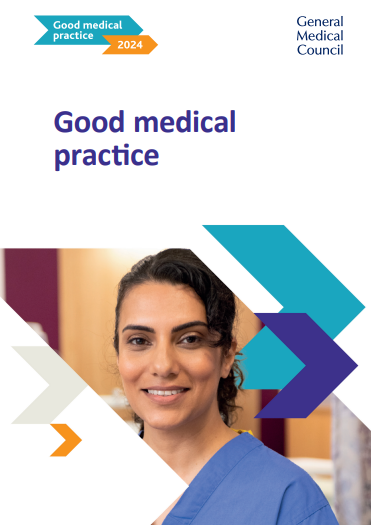 Good medical
practice
2024
General
Medical
Council
Good medical
practice